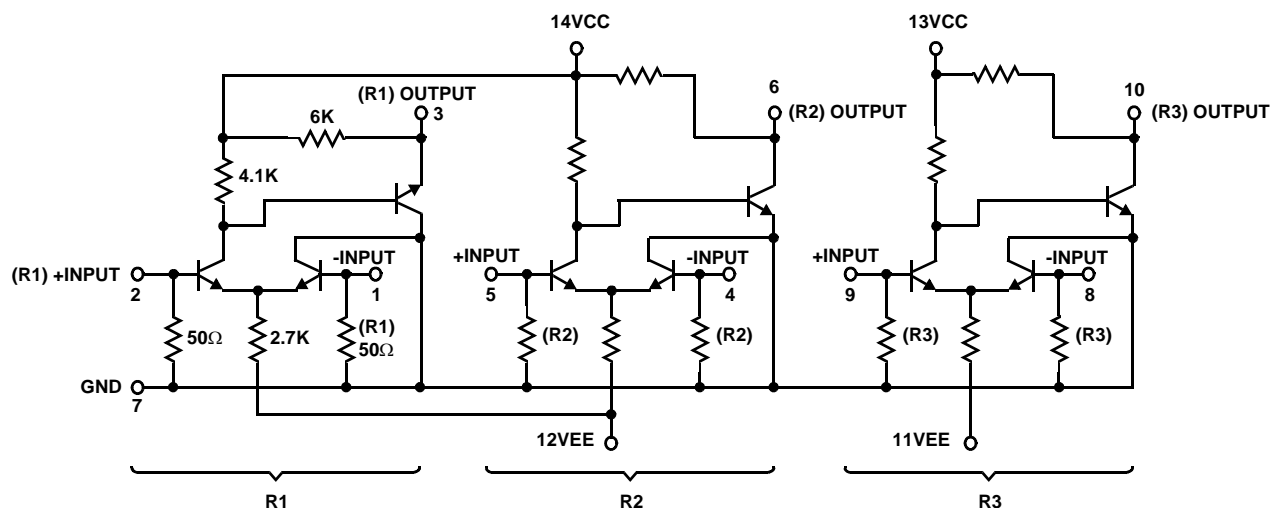 14VCC
13VCC
(R1) OUTPUT
3
6
(R2) OUTPUT
10
(R3) OUTPUT
6K
4.1K
(R1) +INPUT
2
-INPUT
1
+INPUT
5
-INPUT
4
+INPUT
9
-INPUT
8
50Ω
2.7K
(R1)
50Ω
(R2)
(R2)
(R3)
(R3)
GND
7
12VEE
11VEE
R1
R2
R3